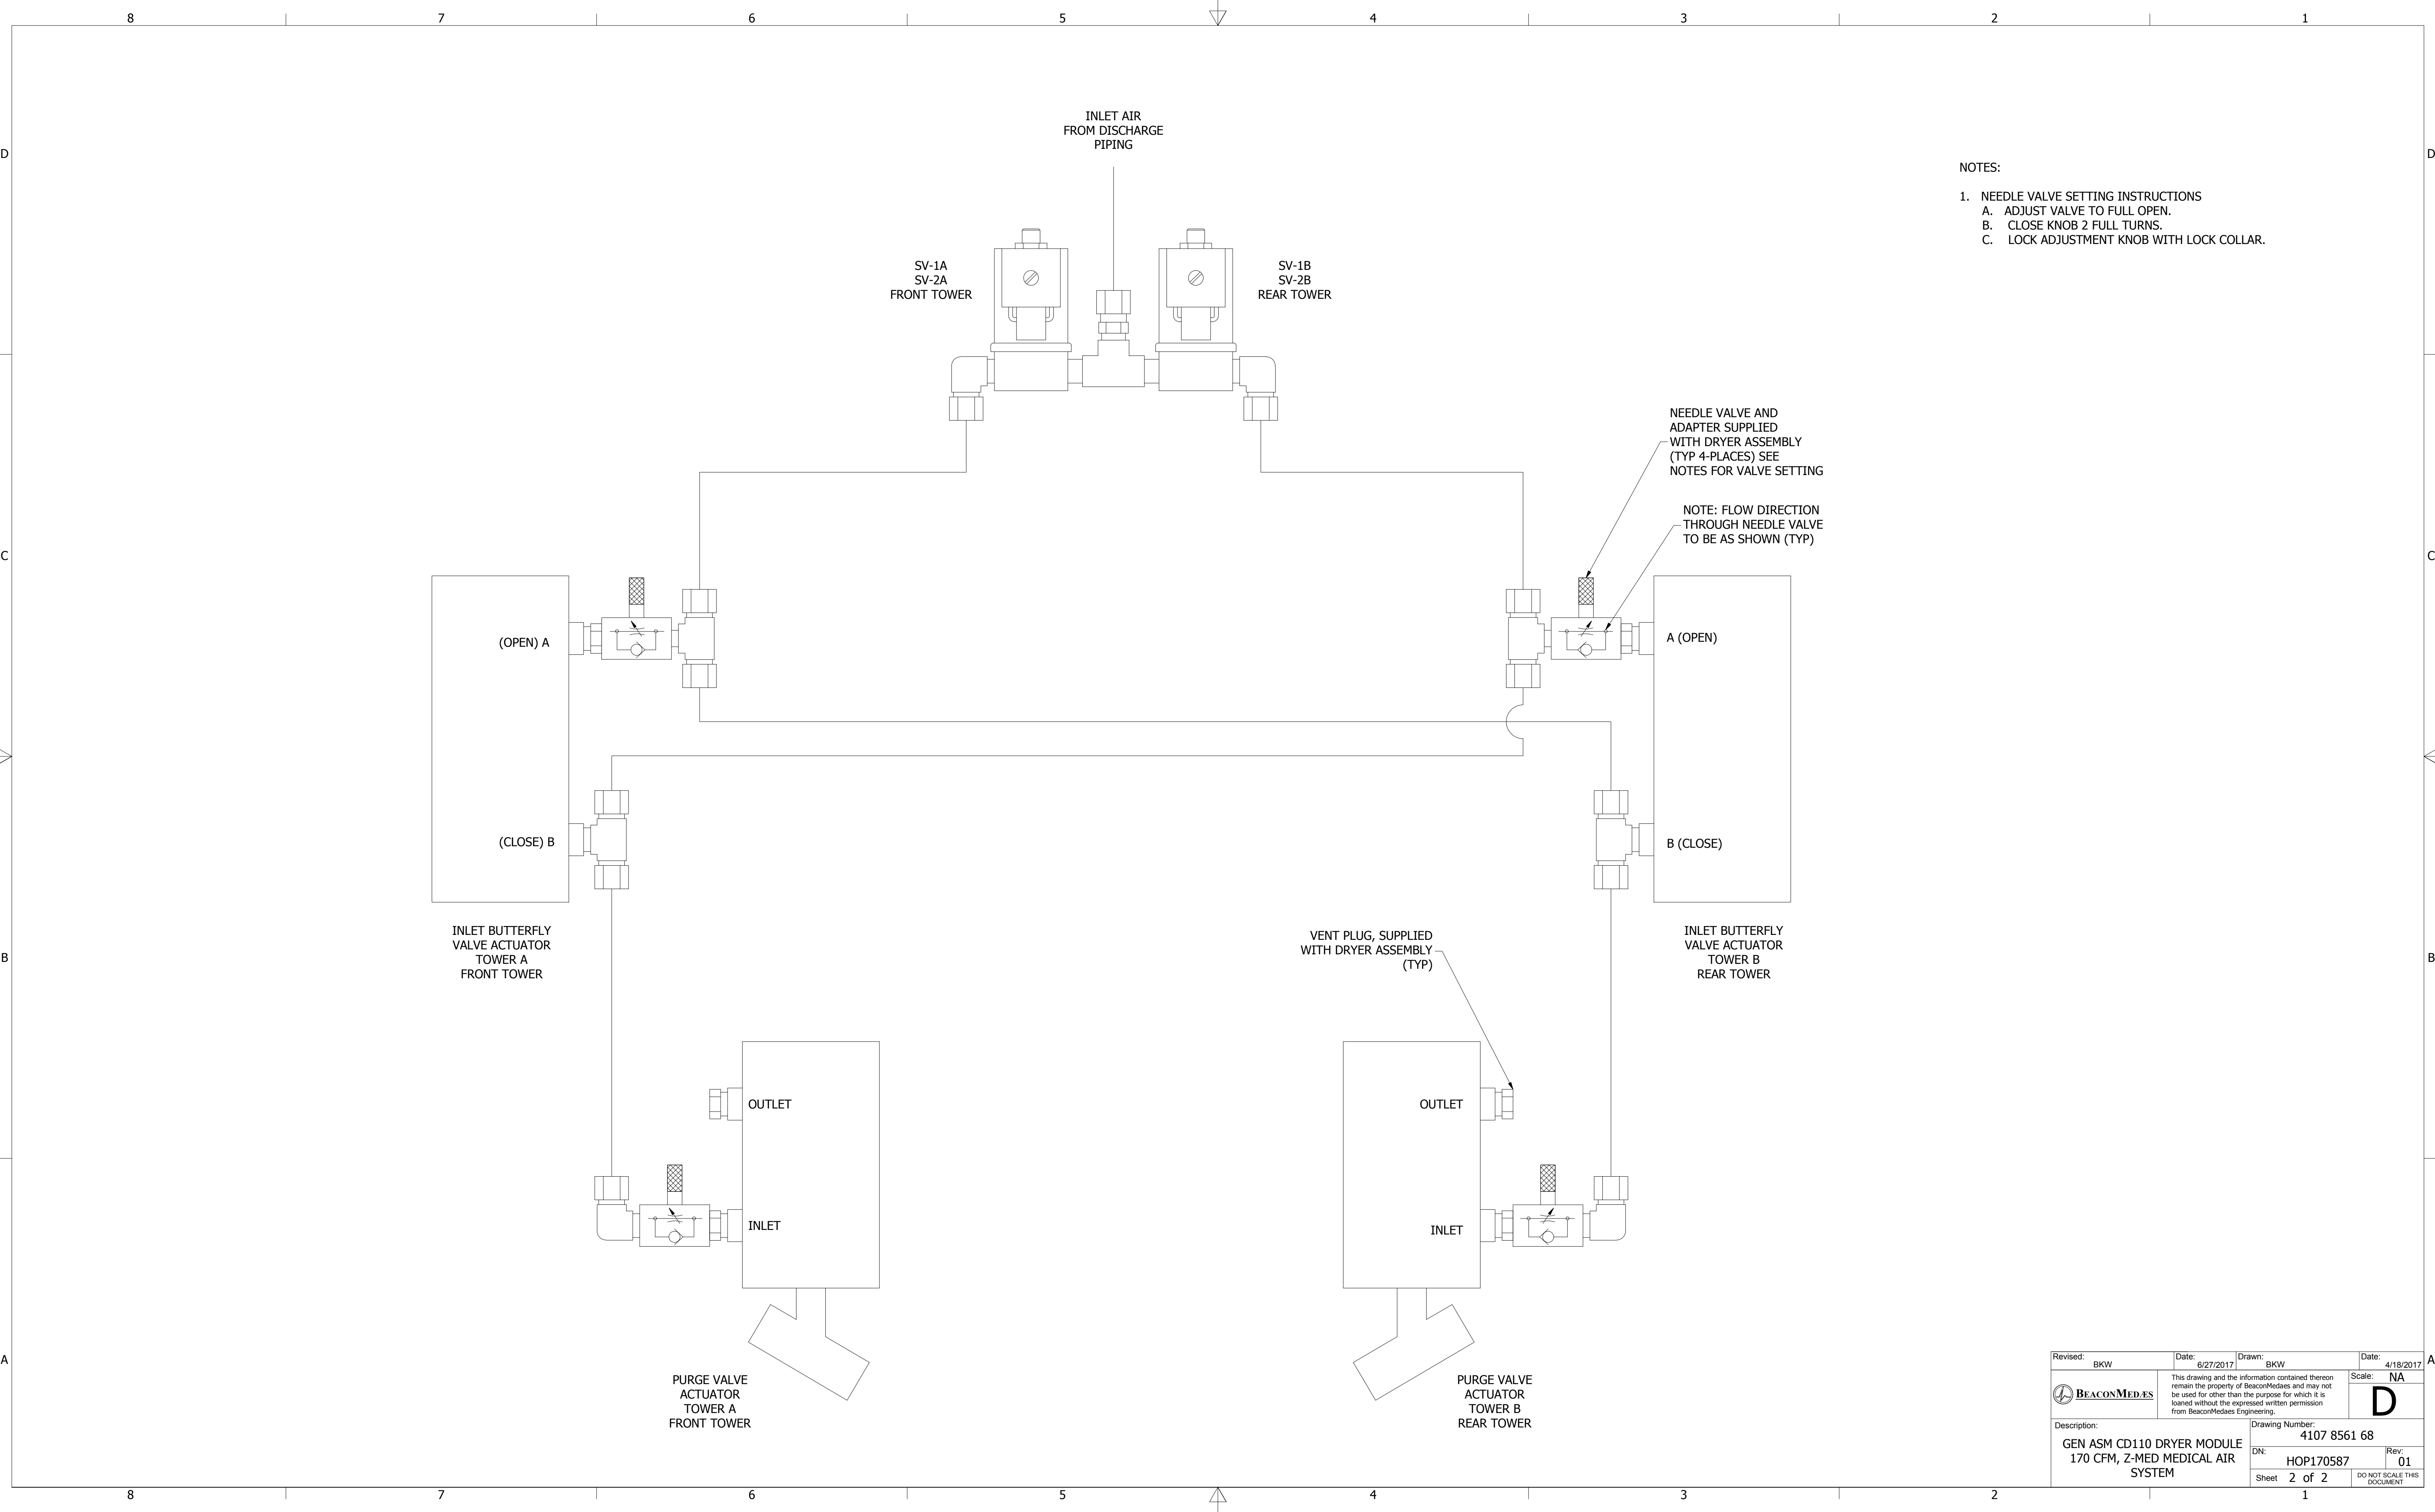 8 7 6 5 4 3 2 1
D
D
INLET AIR
FROM DISCHARGE
PIPING
NOTES:
1. NEEDLE VALVE SETTING INSTRUCTIONS
A. ADJUST VALVE TO FULL OPEN.
B. CLOSE KNOB 2 FULL TURNS.
C. LOCK ADJUSTMENT KNOB WITH LOCK COLLAR.
SV-1A
SV-2A
FRONT TOWER
SV-1B
SV-2B
REAR TOWER
NEEDLE VALVE AND
ADAPTER SUPPLIED
WITH DRYER ASSEMBLY
(TYP 4-PLACES) SEE
NOTES FOR VALVE SETTING
NOTE: FLOW DIRECTION
THROUGH NEEDLE VALVE
TO BE AS SHOWN (TYP)
C
C
(OPEN) A
A (OPEN)
(CLOSE) B
B (CLOSE)
INLET BUTTERFLY
VALVE ACTUATOR
TOWER A
FRONT TOWER
VENT PLUG, SUPPLIED
WITH DRYER ASSEMBLY
(TYP)
INLET BUTTERFLY
VALVE ACTUATOR
TOWER B
REAR TOWER
B
B
OUTLET
OUTLET
INLET
INLET
PURGE VALVE
ACTUATOR
TOWER A
FRONT TOWER
PURGE VALVE
ACTUATOR
TOWER B
REAR TOWER
A
A
Revised:
BKW
Date:
6/27/2017
Drawn:
BKW
Date:
4/18/2017
BEACONMEDÆS
This drawing and the information contained thereon
remain the property of BeaconMedaes and may not
be used for other than the purpose for which it is
loaned without the expressed written permission
from BeaconMedaes Engineering.
Scale: NA
D
Description:
GEN ASM CD110 DRYER MODULE
170 CFM, Z-MED MEDICAL AIR
SYSTEM
Drawing Number:
4107 8561 68
DN:
HOP170587
Rev:
01
Sheet 2 of 2
DO NOT SCALE THIS
DOCUMENT
8 7 6 5 4 3 2 1